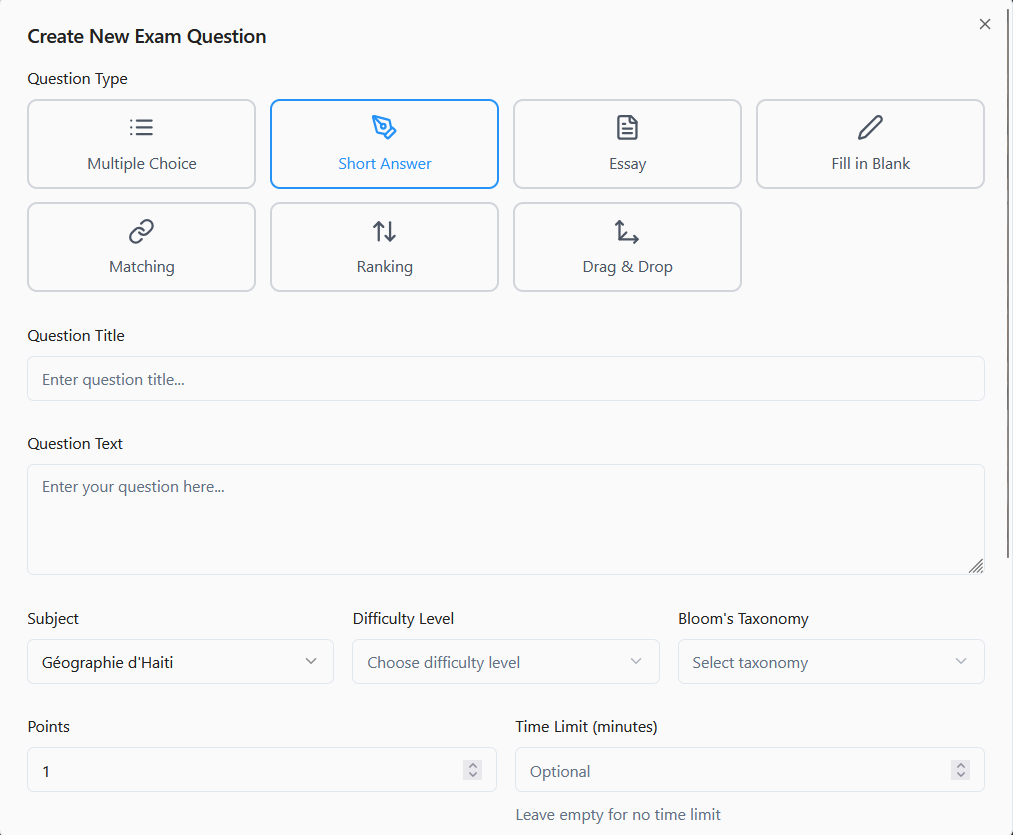 Create New Exam Question
Question Type
Multiple Choice
Short Answer
Essay
Fill in Blank
Matching
Ranking
Drag & Drop
Question Title
Enter question title...
Question Text
Enter your question here...
Subject
Difficulty Level
Bloom's Taxonomy
Géographie d'Haiti
Choose difficulty level
Select taxonomy
Points
Time Limit (minutes)
1
Optional
Leave empty for no time limit